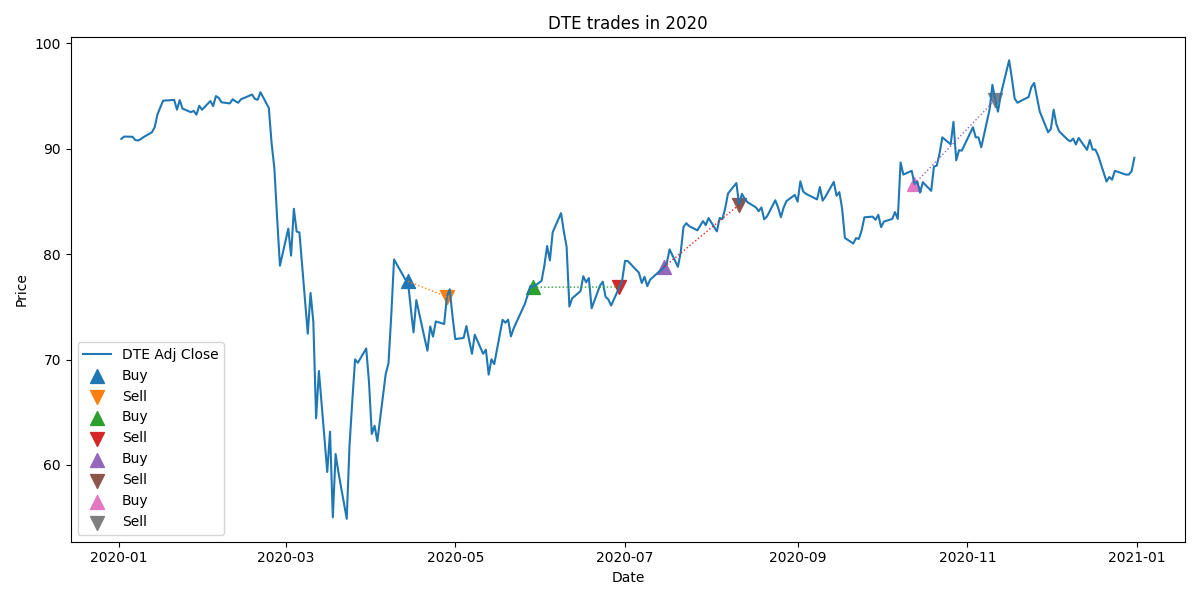 DTE trades in 2020
Price
100
90
80
70
60
DTE Adj Close
Buy
Sell
Buy
Sell
Buy
Sell
Buy
Sell
2020-01 2020-03 2020-05 2020-07 2020-09 2020-11 2021-01
Date